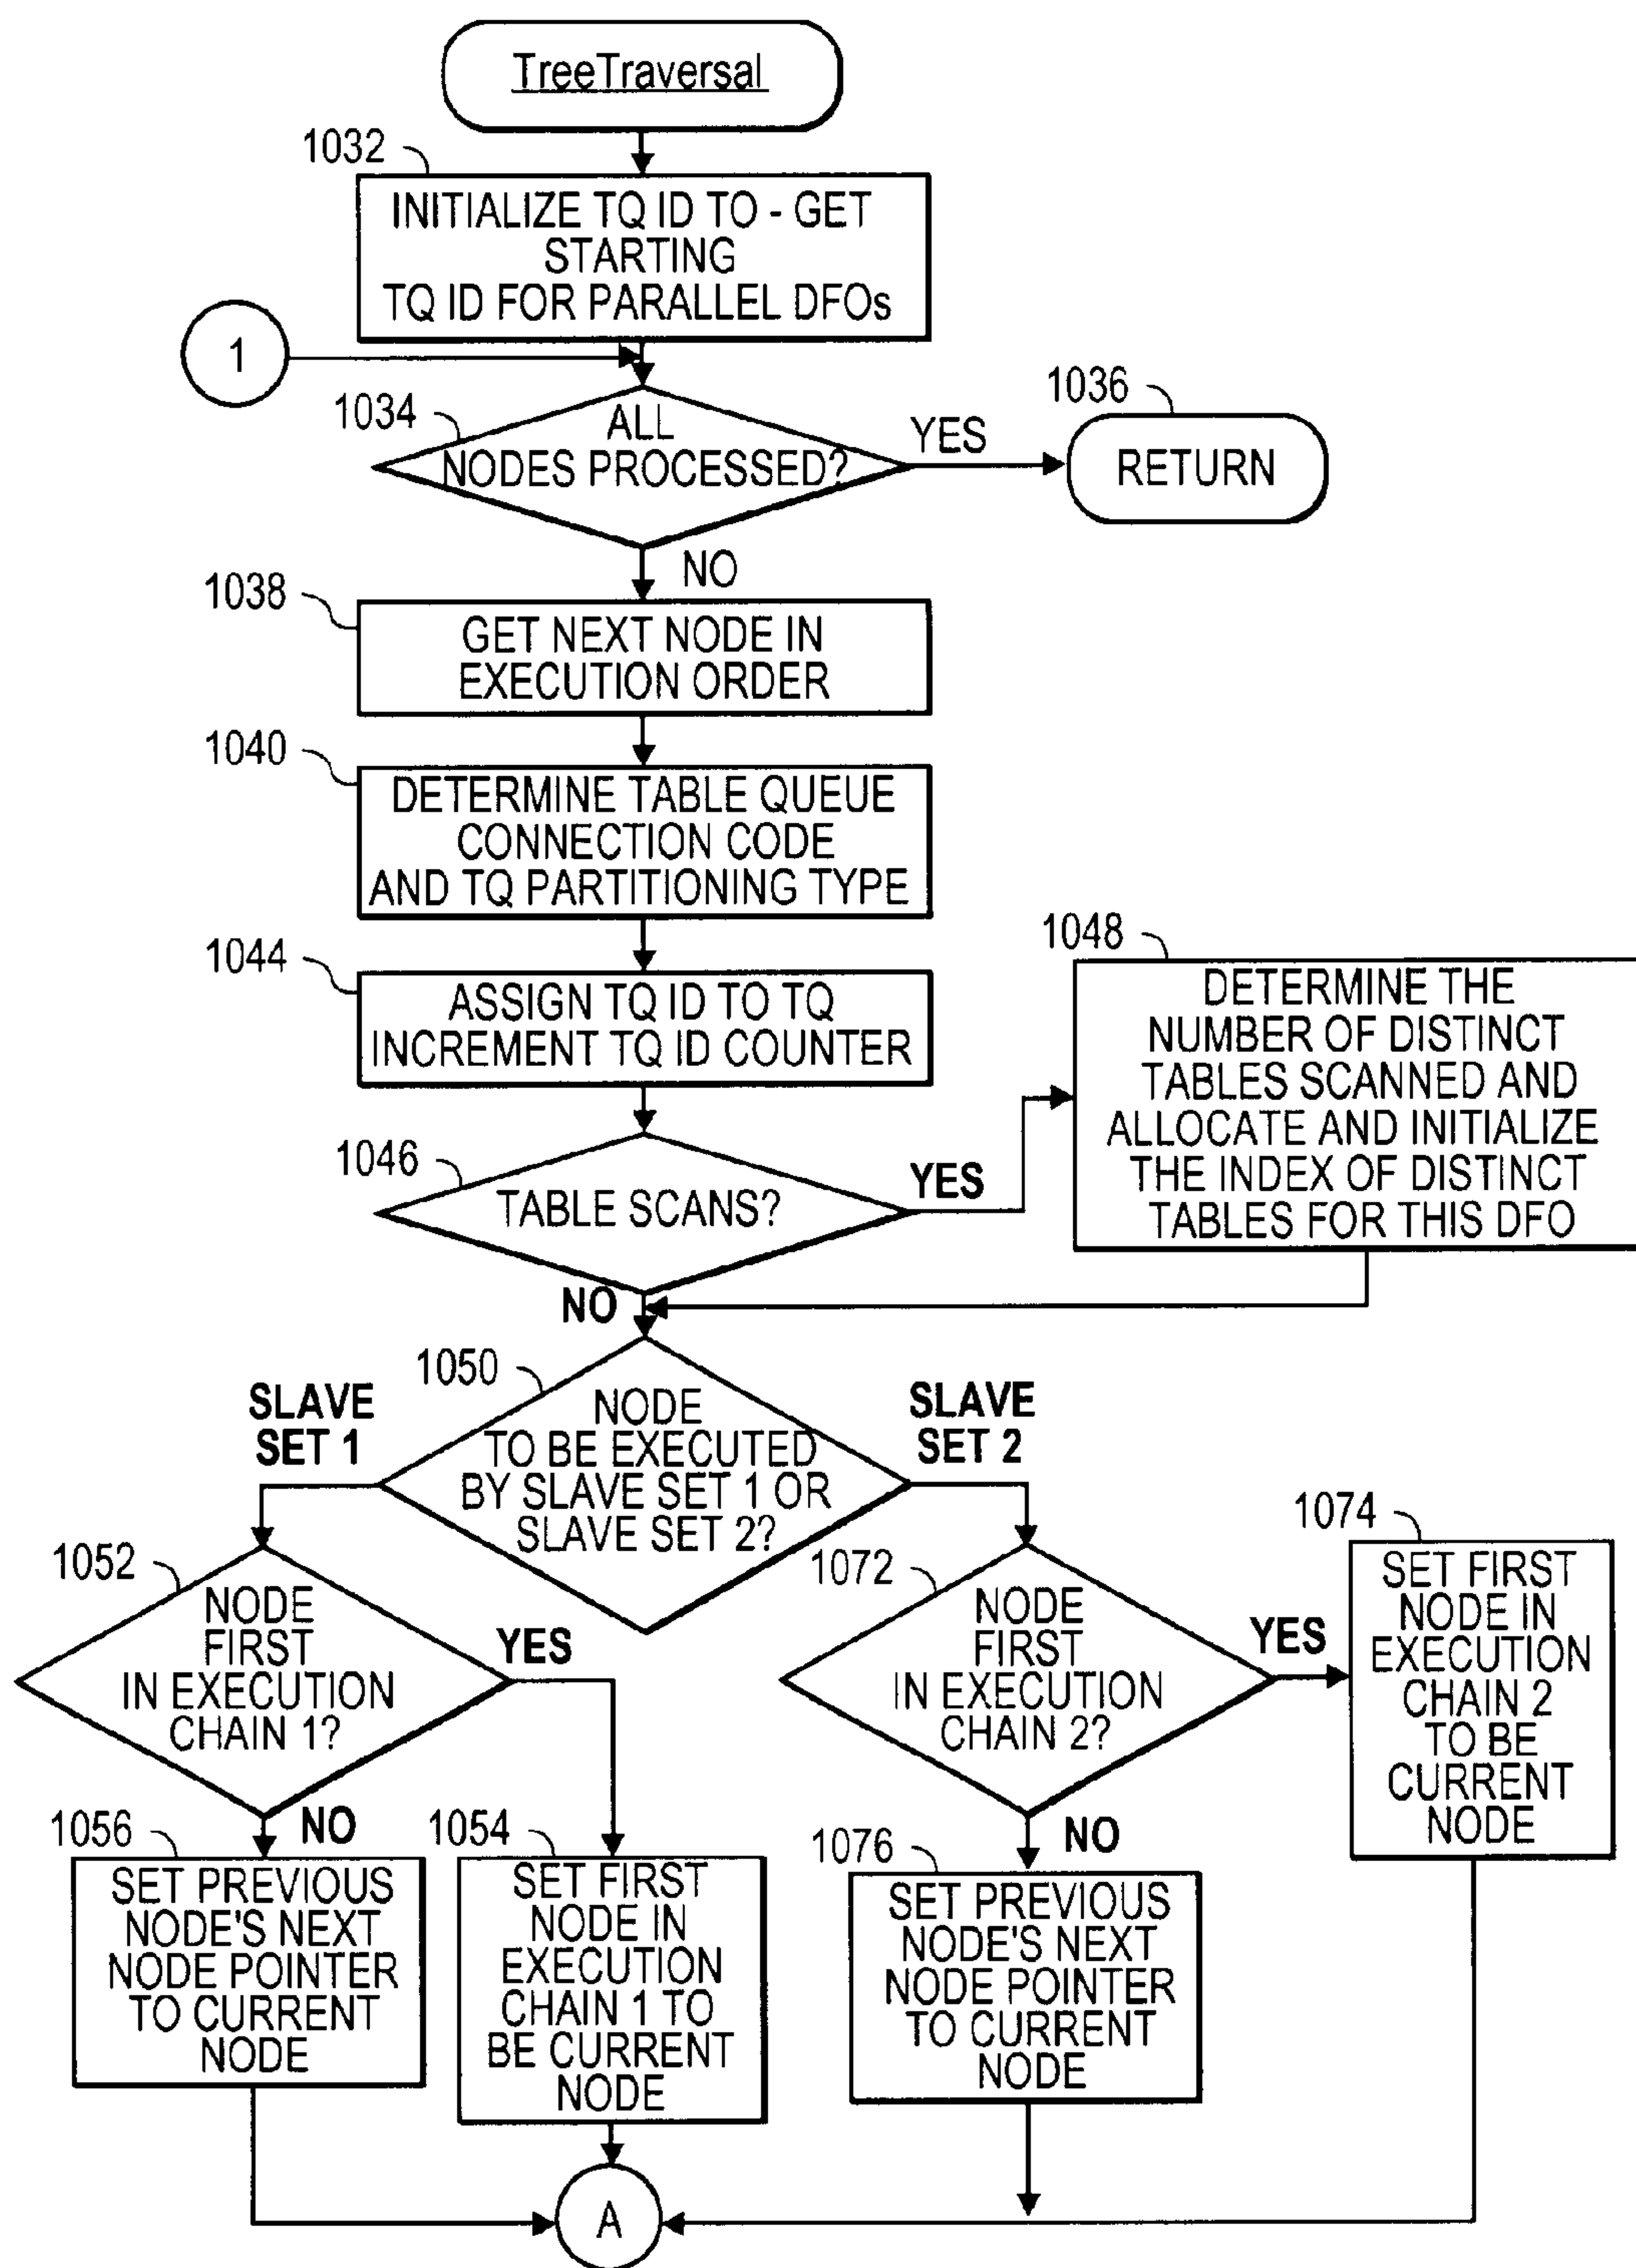 TreeTraversal
1032
INITIALIZE TQ ID TO - GET
STARTING
TQ ID FOR PARALLEL DFOs
1
1034
ALL
NODES PROCESSED?
YES
1036
RETURN
NO
1038
GET NEXT NODE IN
EXECUTION ORDER
1040
DETERMINE TABLE QUEUE
CONNECTION CODE
AND TQ PARTITIONING TYPE
1044
ASSIGN TQ ID TO TQ
INCREMENT TQ ID COUNTER
1046
TABLE SCANS?
YES
1048
DETERMINE THE
NUMBER OF DISTINCT
TABLES SCANNED AND
ALLOCATE AND INITIALIZE
THE INDEX OF DISTINCT
TABLES FOR THIS DFO
NO
1050
NODE
TO BE EXECUTED
BY SLAVE SET 1 OR
SLAVE SET 2?
SLAVE
SET 1
SLAVE
SET 2
1052
NODE
FIRST
IN EXECUTION
CHAIN 1?
YES
NO
1056
SET PREVIOUS
NODE'S NEXT
NODE POINTER
TO CURRENT
NODE
1054
SET FIRST
NODE IN
EXECUTION
CHAIN 1 TO
BE CURRENT
NODE
1072
NODE
FIRST
IN EXECUTION
CHAIN 2?
YES
NO
1074
SET FIRST
NODE IN
EXECUTION
CHAIN 2
TO BE
CURRENT
NODE
1076
SET PREVIOUS
NODE'S NEXT
NODE POINTER
TO CURRENT
NODE
A